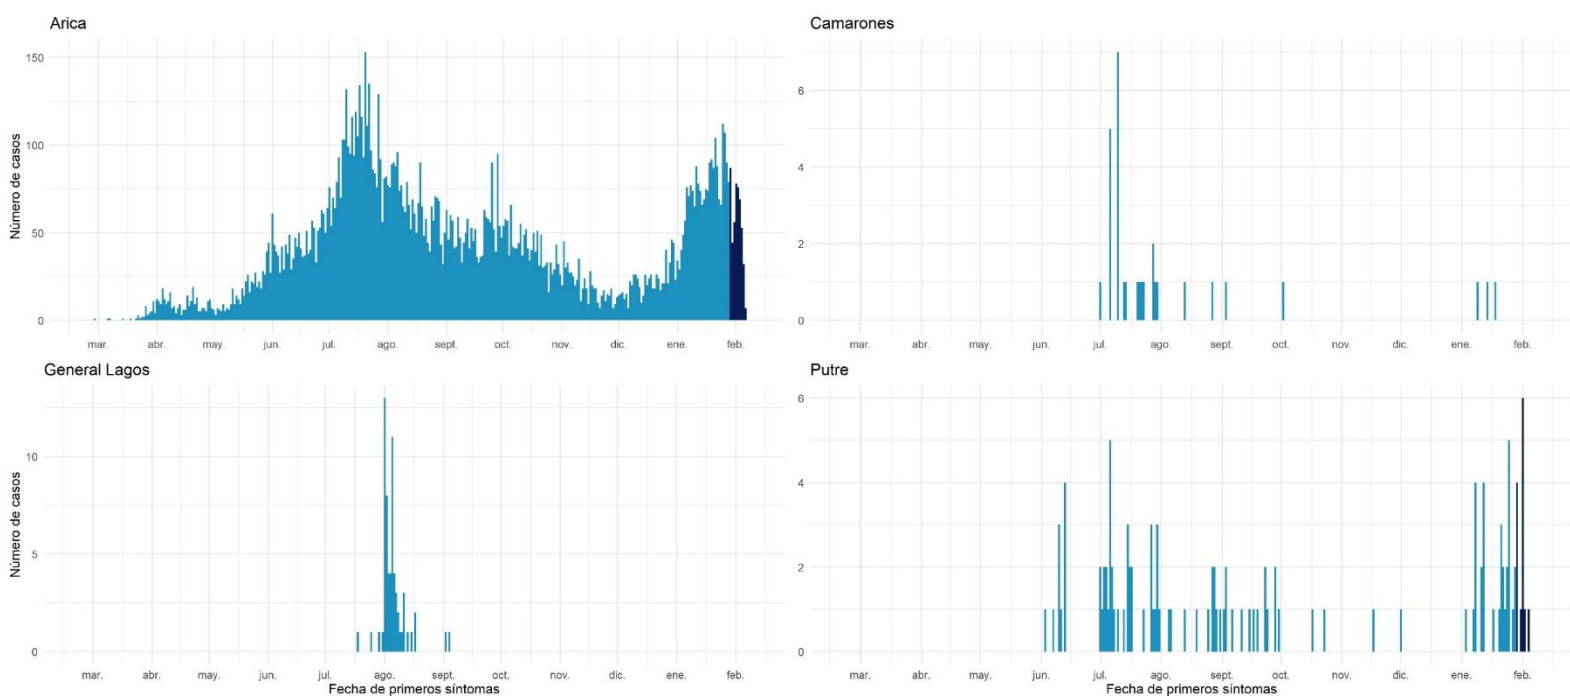 Arica
Número de casos
150
100
50
0
mar. abr. may. jun. jul. ago. sept. oct. nov. dic. ene. feb.
Camarones
6
4
2
0
mar. abr. may. jun. jul. ago. sept. oct. nov. dic. ene. feb.
General Lagos
Número de casos
10
5
0
mar. abr. may. jun. jul. ago. sept. oct. nov. dic. ene. feb.
Fecha de primeros síntomas
Putre
6
4
2
0
mar. abr. may. jun. jul. ago. sept. oct. nov. dic. ene. feb.
Fecha de primeros síntomas